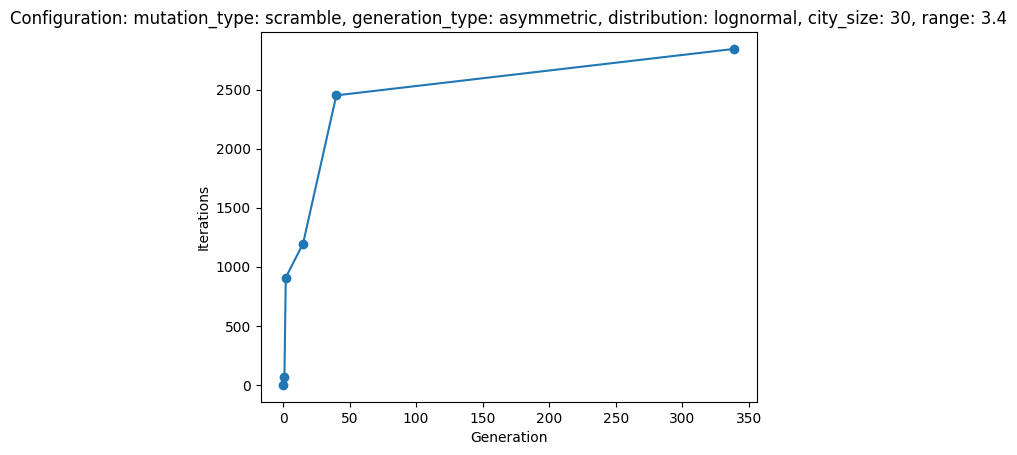 Configuration: mutation_type: scramble, generation_type: asymmetric, distribution: lognormal, city_size: 30, range: 3.4
2500
2000
1500
1000
500
0
Iterations
0 50 100 150 200 250 300 350
Generation